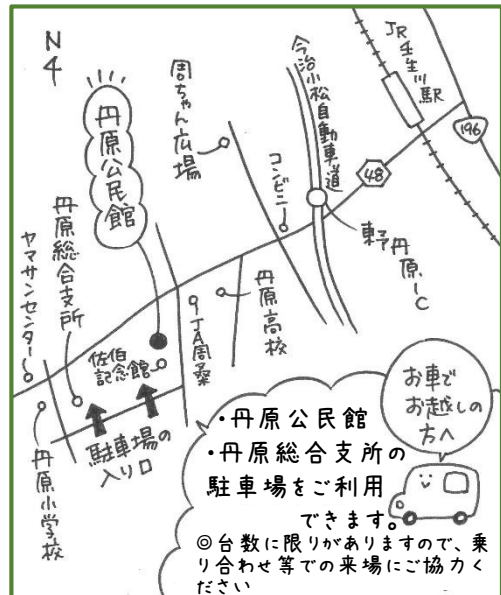 N
丹原公民館
周ちゃん広場
今治小松自動車道
JR壬生川駅
196
48
コンビニ
東予丹原IC
丹原総合支所
ヤマサンセンター
佐伯
記念館
JA周桑
丹原高校
丹原小学校
駐車場の
入り口
お車で
お越しの
方へ
・丹原公民館
・丹原総合支所の
駐車場をご利用
できます。
◎台数に限りがありますので、乗
り合わせ等での来場にご協力く
ださい